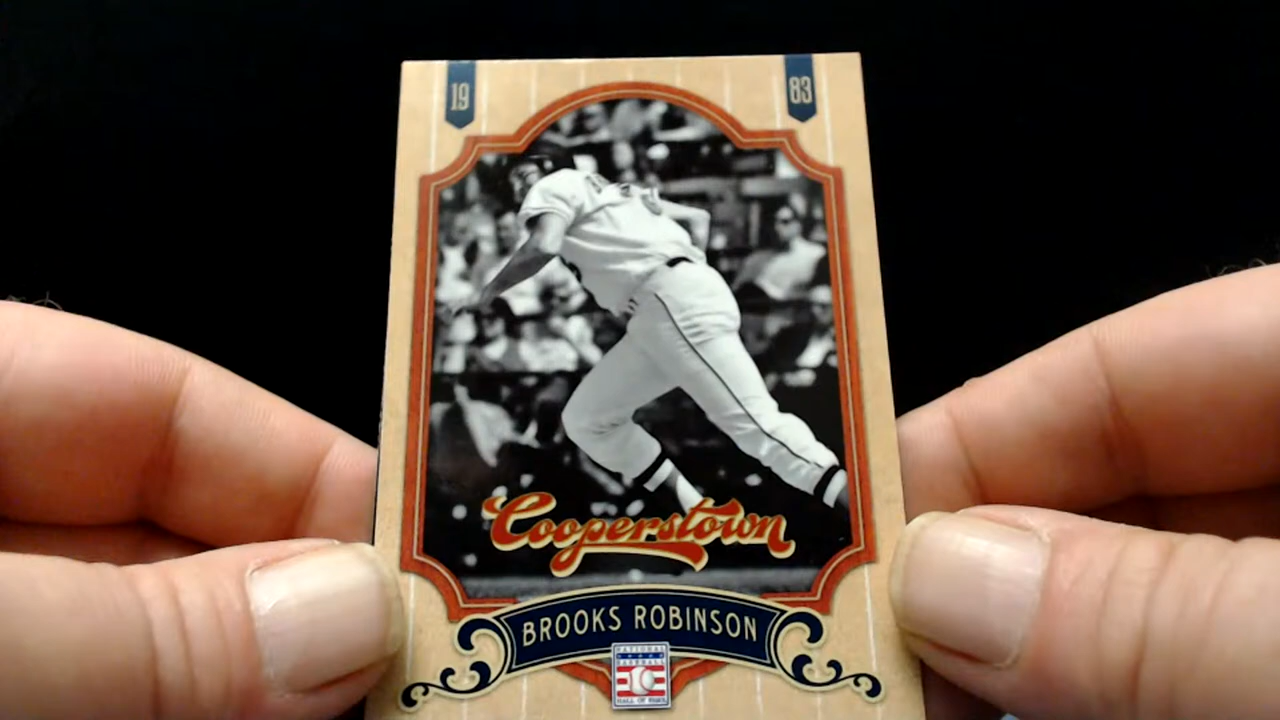 19 83
Cooperstown
BROOKS ROBINSON
NATIONAL
BASEBALL
HALL OF FAME